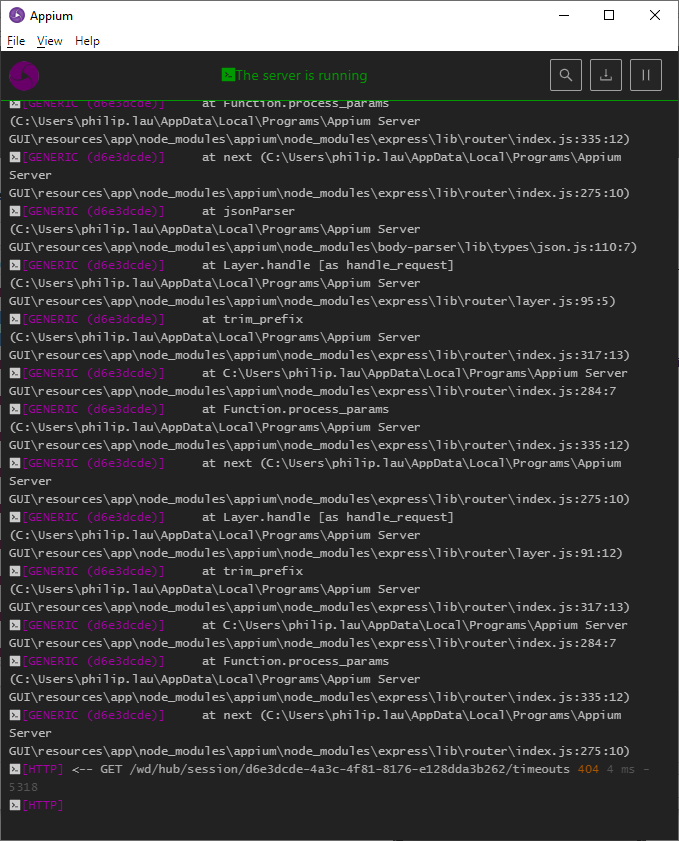 Appium
File View Help
The server is running
[GENERIC (d6e3dcde)] at Function.process_params
(C:\Users\philip.lau\AppData\Local\Programs\Appium Server
GUI\resources\app\node_modules\appium\node_modules\express\lib\router\index.js:335:12)
[GENERIC (d6e3dcde)] at next (C:\Users\philip.lau\AppData\Local\Programs\Appium
Server
GUI\resources\app\node_modules\appium\node_modules\express\lib\router\index.js:275:10)
[GENERIC (d6e3dcde)] at jsonParser
(C:\Users\philip.lau\AppData\Local\Programs\Appium Server
GUI\resources\app\node_modules\appium\node_modules\body-parser\lib\types\json.js:110:7)
[GENERIC (d6e3dcde)] at Layer.handle [as handle_request]
(C:\Users\philip.lau\AppData\Local\Programs\Appium Server
GUI\resources\app\node_modules\appium\node_modules\express\lib\router\layer.js:95:5)
[GENERIC (d6e3dcde)] at trim_prefix
(C:\Users\philip.lau\AppData\Local\Programs\Appium Server
GUI\resources\app\node_modules\appium\node_modules\express\lib\router\index.js:317:13)
[GENERIC (d6e3dcde)] at C:\Users\philip.lau\AppData\Local\Programs\Appium Server
GUI\resources\app\node_modules\appium\node_modules\express\lib\router\index.js:284:7
[GENERIC (d6e3dcde)] at Function.process_params
(C:\Users\philip.lau\AppData\Local\Programs\Appium Server
GUI\resources\app\node_modules\appium\node_modules\express\lib\router\index.js:335:12)
[GENERIC (d6e3dcde)] at next (C:\Users\philip.lau\AppData\Local\Programs\Appium
Server
GUI\resources\app\node_modules\appium\node_modules\express\lib\router\index.js:275:10)
[GENERIC (d6e3dcde)] at Layer.handle [as handle_request]
(C:\Users\philip.lau\AppData\Local\Programs\Appium Server
GUI\resources\app\node_modules\appium\node_modules\express\lib\router\layer.js:91:12)
[GENERIC (d6e3dcde)] at trim_prefix
(C:\Users\philip.lau\AppData\Local\Programs\Appium Server
GUI\resources\app\node_modules\appium\node_modules\express\lib\router\index.js:317:13)
[GENERIC (d6e3dcde)] at C:\Users\philip.lau\AppData\Local\Programs\Appium Server
GUI\resources\app\node_modules\appium\node_modules\express\lib\router\index.js:284:7
[GENERIC (d6e3dcde)] at Function.process_params
(C:\Users\philip.lau\AppData\Local\Programs\Appium Server
GUI\resources\app\node_modules\appium\node_modules\express\lib\router\index.js:335:12)
[GENERIC (d6e3dcde)] at next (C:\Users\philip.lau\AppData\Local\Programs\Appium
Server
GUI\resources\app\node_modules\appium\node_modules\express\lib\router\index.js:275:10)
[HTTP] <-- GET /wd/hub/session/d6e3dcde-4a3c-4f81-8176-e128dda3b262/timeouts 404 4 ms -
5318
[HTTP]